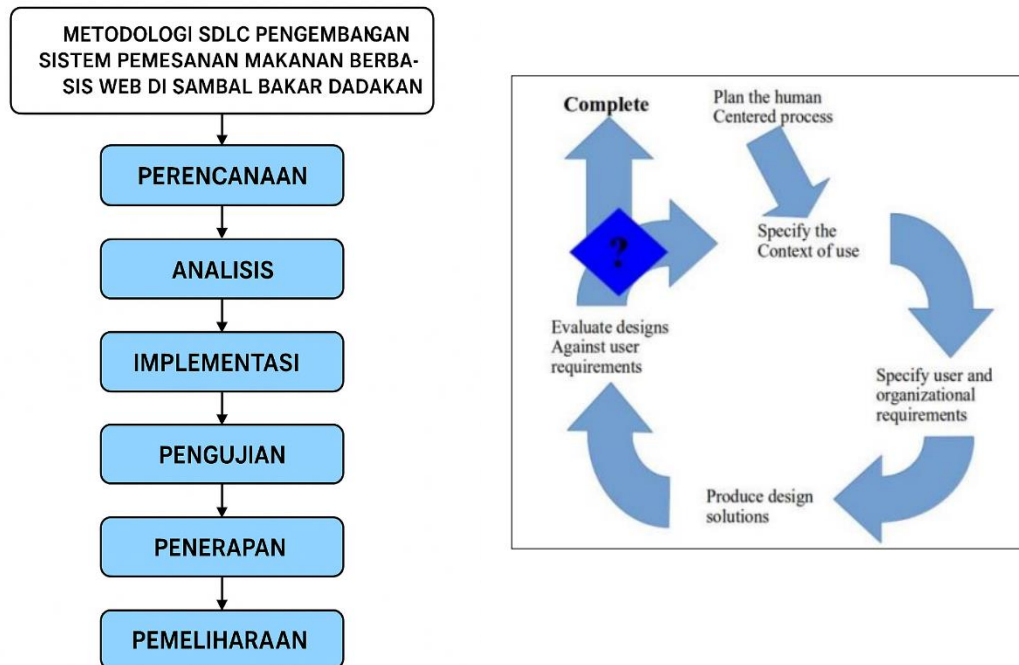 METODOLOGI SDLC PENGEMBANGAN
SISTEM PEMESANAN MAKANAN BERBA-
SIS WEB DI SAMBAL BAKAR DADAKAN
PERENCANAAN
ANALISIS
IMPLEMENTASI
PENGUJIAN
PENERAPAN
PEMELIHARAAN
Complete
Plan the human
Centered process
?
Specify the
Context of use
Evaluate designs
Against user
requirements
Specify user and
organizational
requirements
Produce design
solutions